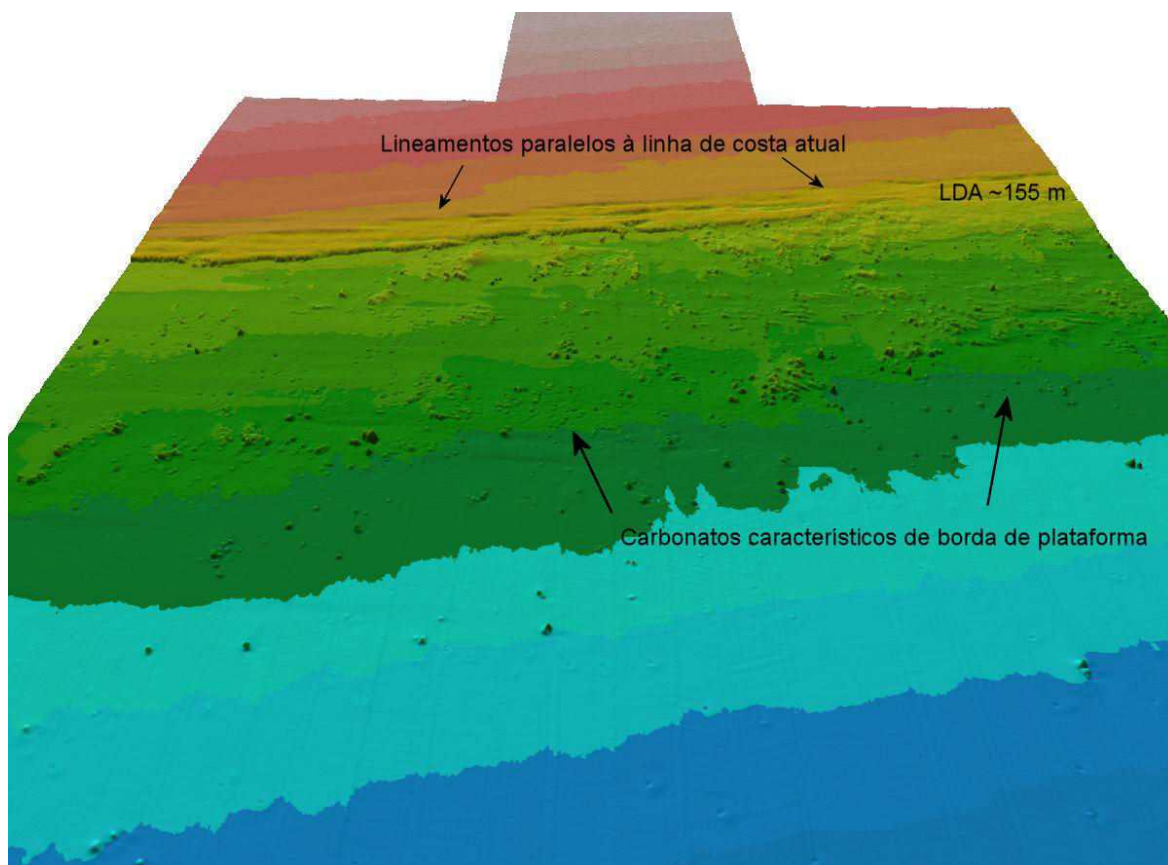 Lineamentos paralelos à linha de costa atual
LDA ~155 m
Carbonatos característicos de borda de plataforma